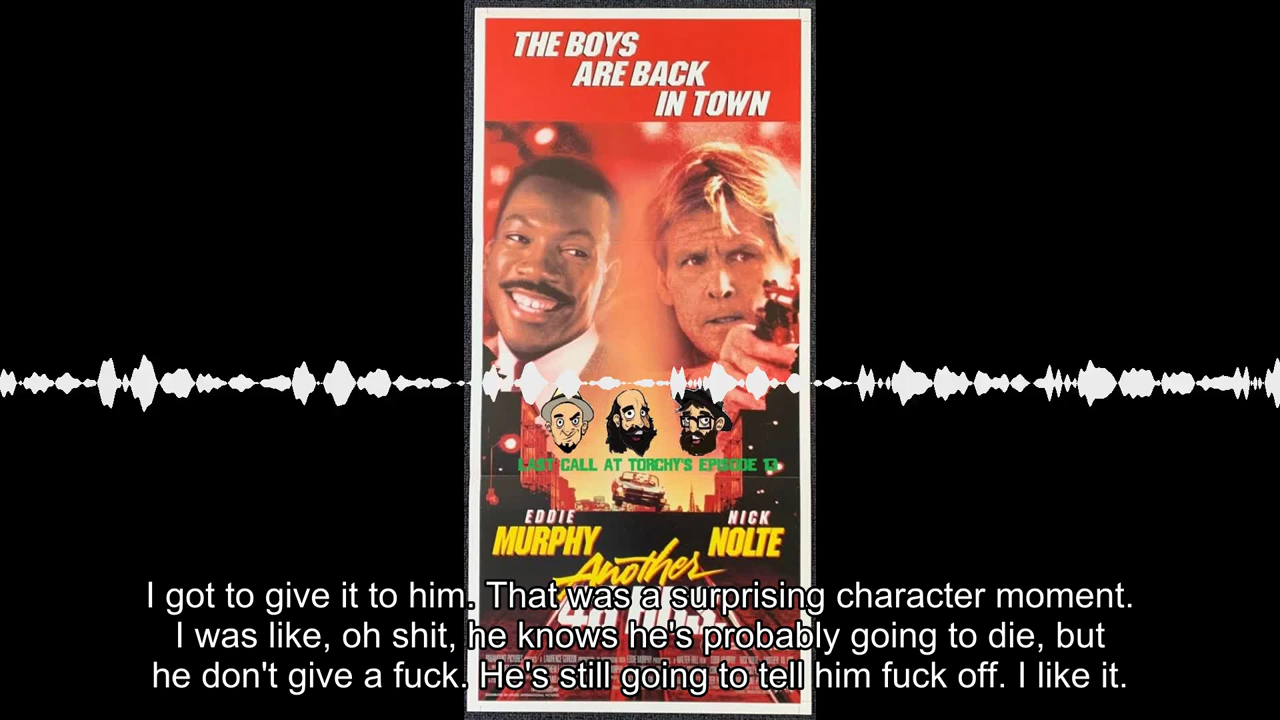 THE BOYS
ARE BACK
IN TOWN
LAST CALL AT TORCHY'S EPISODE 13
EDDIE
MURPHY
NICK
NOLTE
Another
I got to give it to him. That was a surprising character moment.
I was like, oh shit, he knows he's probably going to die, but
he don't give a fuck. He's still going to tell him fuck off. I like it.